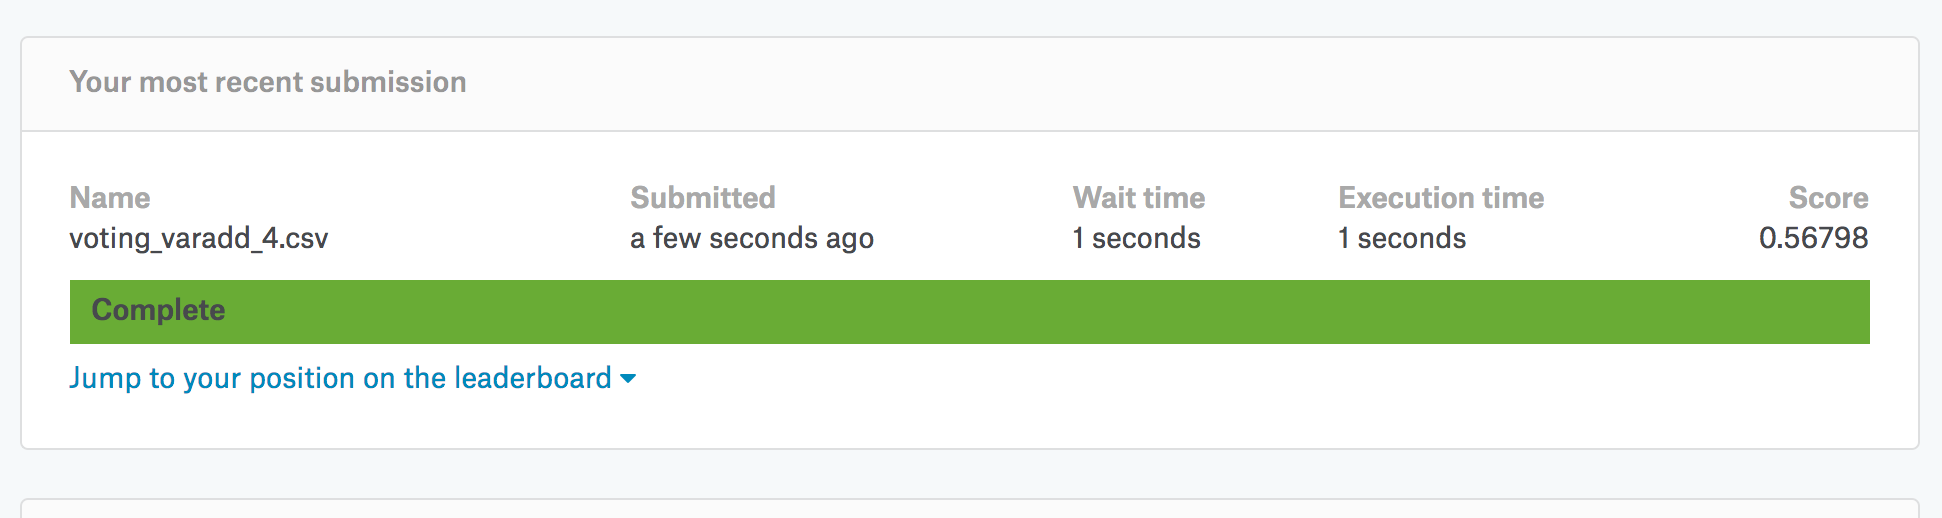 Your most recent submission
Name Submitted Wait time Execution time Score
voting_varadd_4.csv a few seconds ago 1 seconds 1 seconds 0.56798
Complete
Jump to your position on the leaderboard